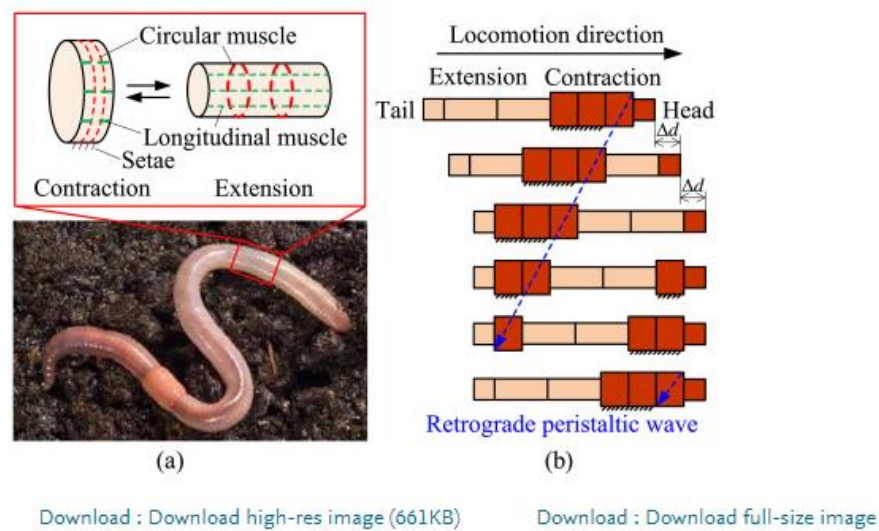 Circular muscle
Longitudinal muscle
Setae
Contraction
Extension
(a)
Locomotion direction
Extension
Contraction
Tail
Head
Δd
Δd
Retrograde peristaltic wave
(b)
Download : Download high-res image (661KB)
Download : Download full-size image